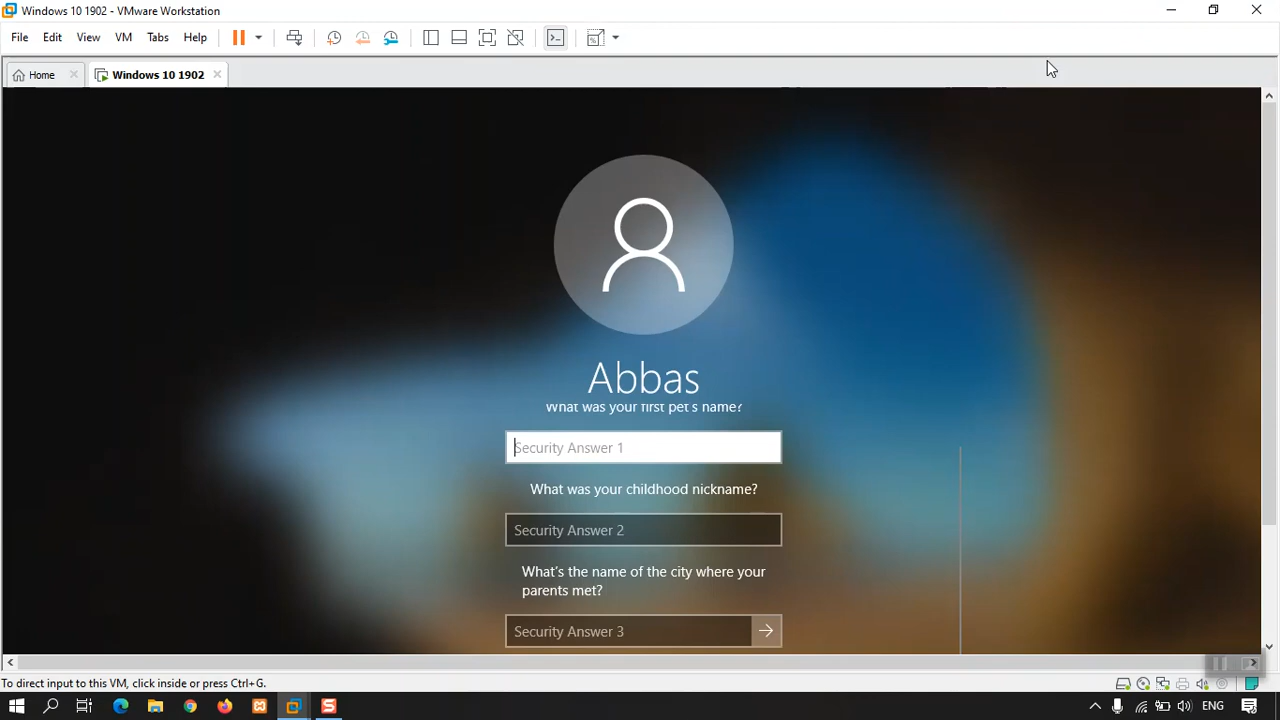 Windows 10 1902 - VMware Workstation
File Edit View VM Tabs Help
Home
Windows 10 1902
Abbas
What was your first pet's name?
Security Answer 1
What was your childhood nickname?
Security Answer 2
What's the name of the city where your
parents met?
Security Answer 3
To direct input to this VM, click inside or press Ctrl+G.
ENG